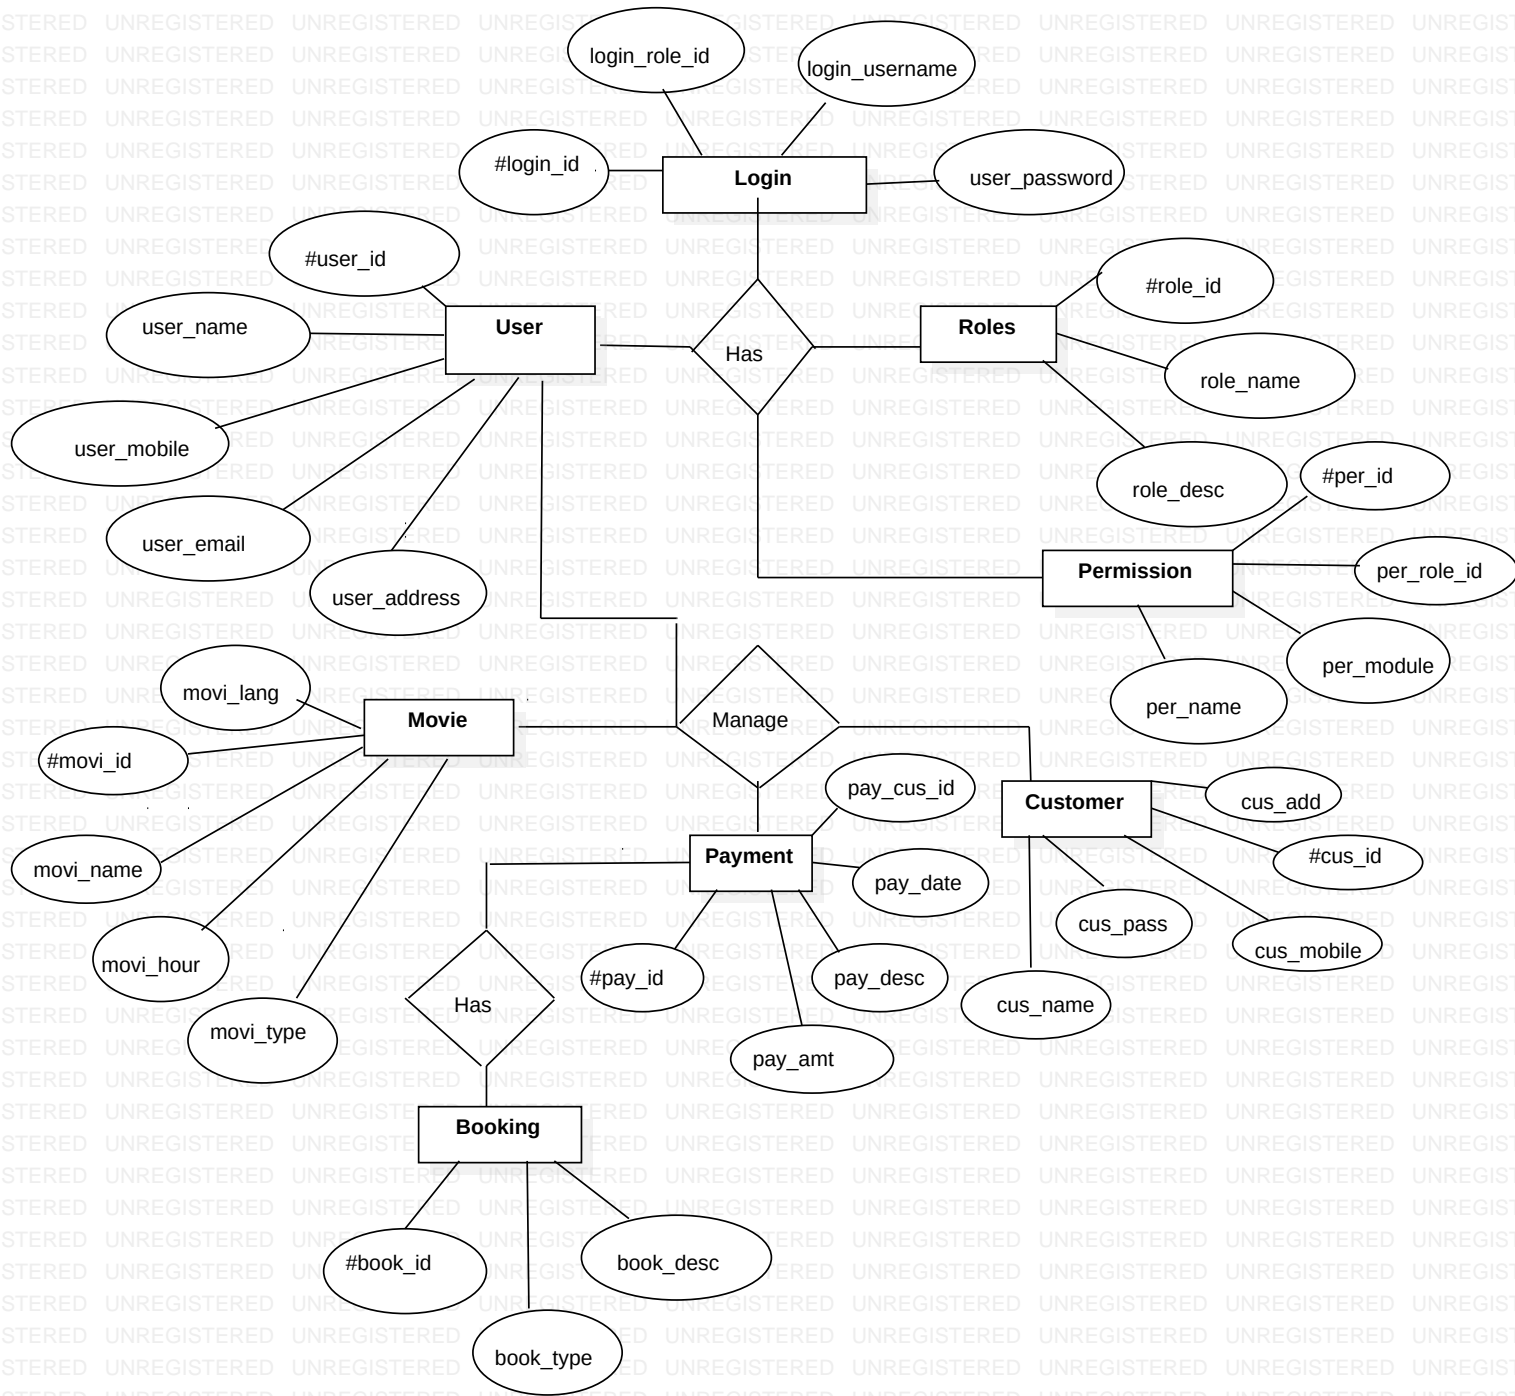 login_role_id
login_username
#login_id
Login
user_password
#user_id
#role_id
user_name
User
Roles
Has
role_name
user_mobile
#per_id
role_desc
user_email
Permission
per_role_id
user_address
per_module
movi_lang
per_name
Movie
Manage
#movi_id
pay_cus_id
Customer
cus_add
movi_name
Payment
#cus_id
pay_date
cus_pass
movi_hour
cus_mobile
#pay_id
pay_desc
Has
cus_name
movi_type
pay_amt
Booking
#book_id
book_desc
book_type
UNREGISTERED